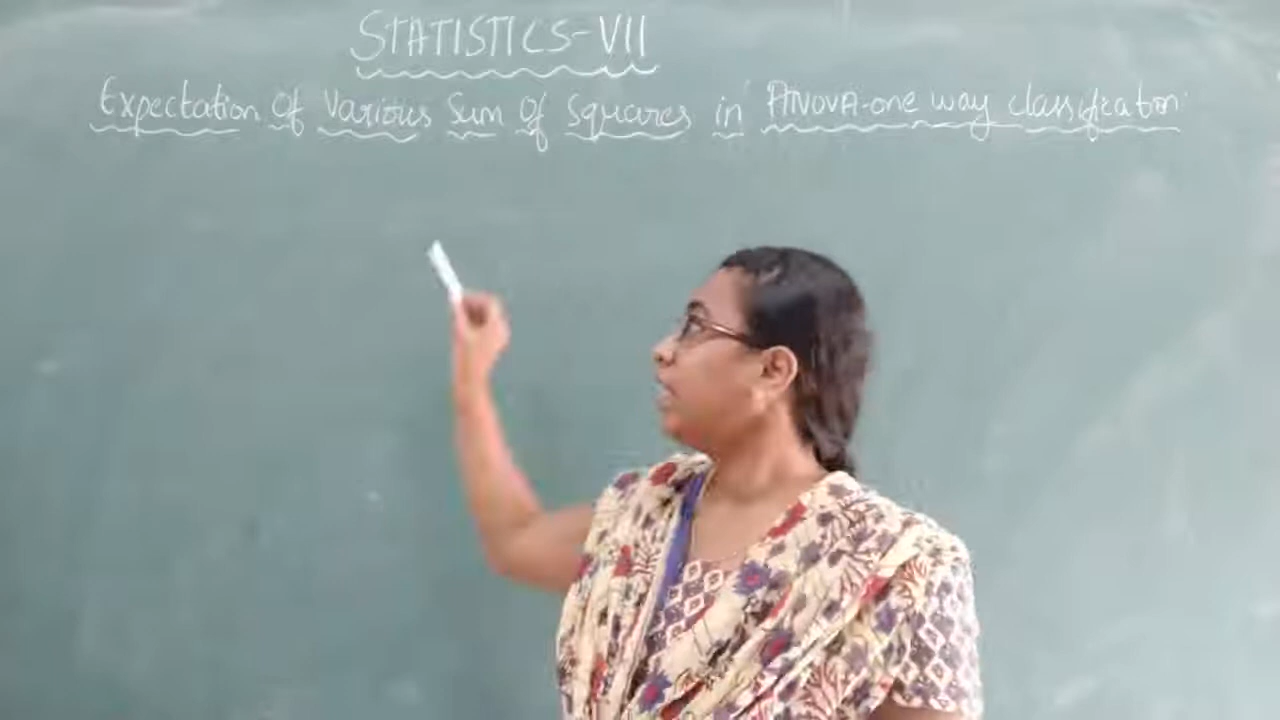 STATISTICS-VII
Expectation Of Various Sum Of Squares in ANOVA-one way classification